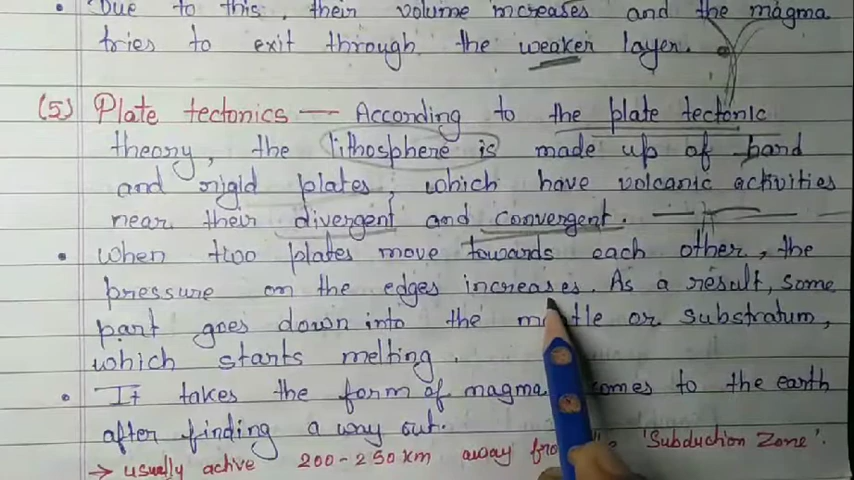 • Due to this, their volume increases and the magma
tries to exit through the weaker layer.
(5) Plate tectonics — According to the plate tectonic
theory, the lithosphere is made up of hard
and rigid plates, which have volcanic activities
near their divergent and convergent.
• When two plates move towards each other, the
pressure on the edges increases. As a result, some
part goes down into the or substratum,
which starts melting.
• It takes the form of magma comes to the earth
after finding a way out.
→ usually active 200-250 km away 'Subduction Zone'.